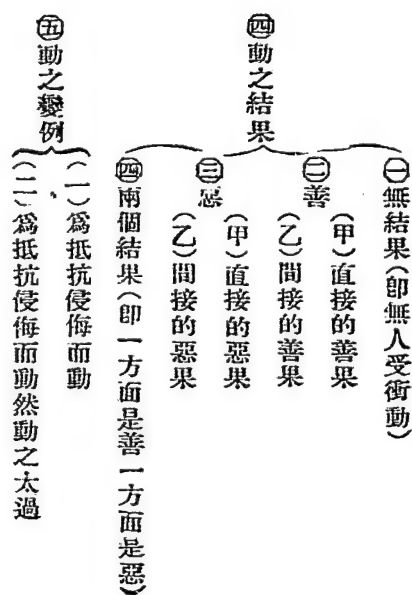 ㊃動之結果
㊀無結果(卽無人受衝動)
㊁善
(甲)直接的善果
(乙)間接的善果
㊂惡
(甲)直接的惡果
(乙)間接的惡果
㊃兩個結果(卽一方面是善一方面是惡)
㊄動之變例
(一)爲抵抗侵侮而動
(二)爲抵抗侵侮而動然動之太過